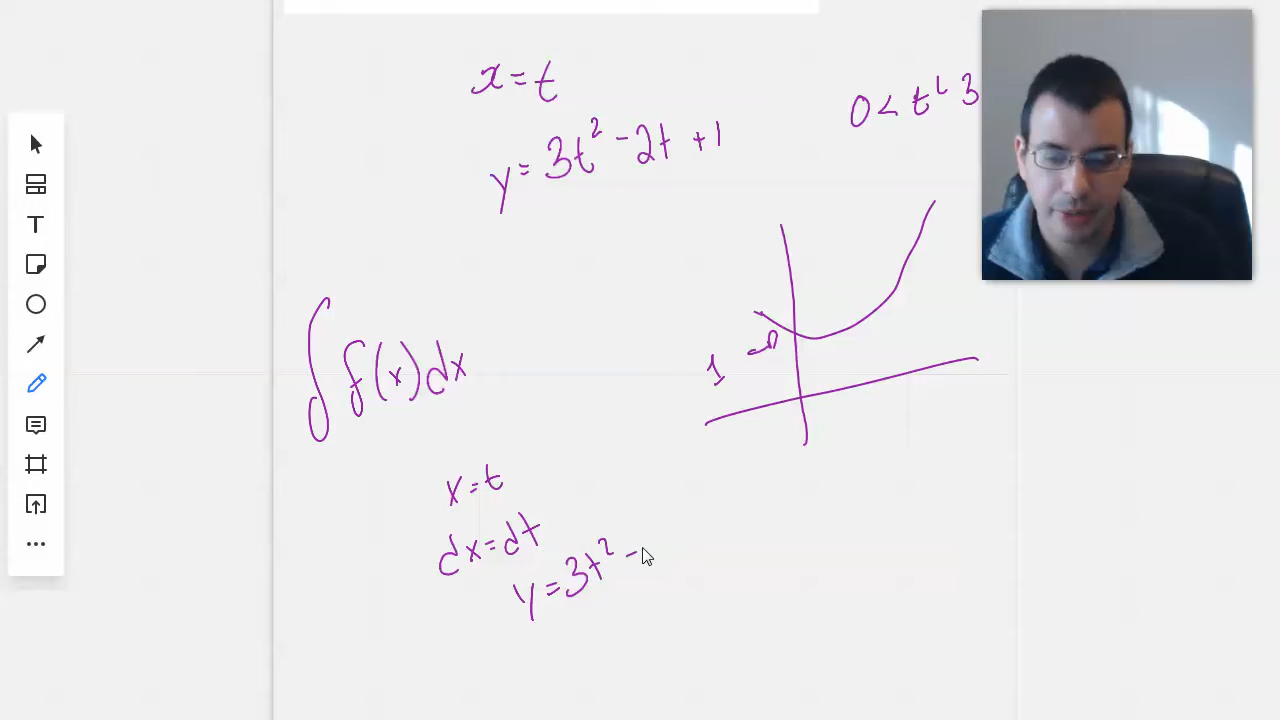 x = t
0 < t < 3
y = 3t² - 2t + 1
∫ f(x) dx
1
x = t
dx = dt
y = 3t² -
T